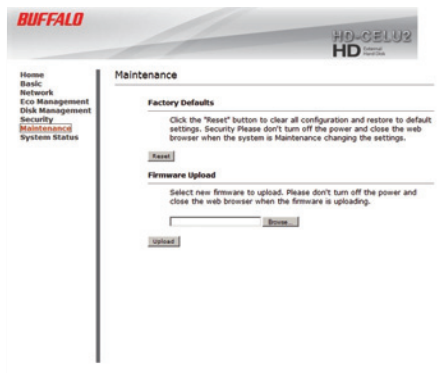 BUFFALO
HD-CELU2
HD External
Hard Disk
Home
Basic
Network
Eco Management
Disk Management
Security
Maintenance
System Status
Maintenance
Factory Defaults
Click the "Reset" button to clear all configuration and restore to default
settings. Security Please don't turn off the power and close the web
browser when the system is Maintenance changing the settings.
Reset
Firmware Upload
Select new firmware to upload. Please don't turn off the power and
close the web browser when the firmware is uploading.
Browse...
Upload